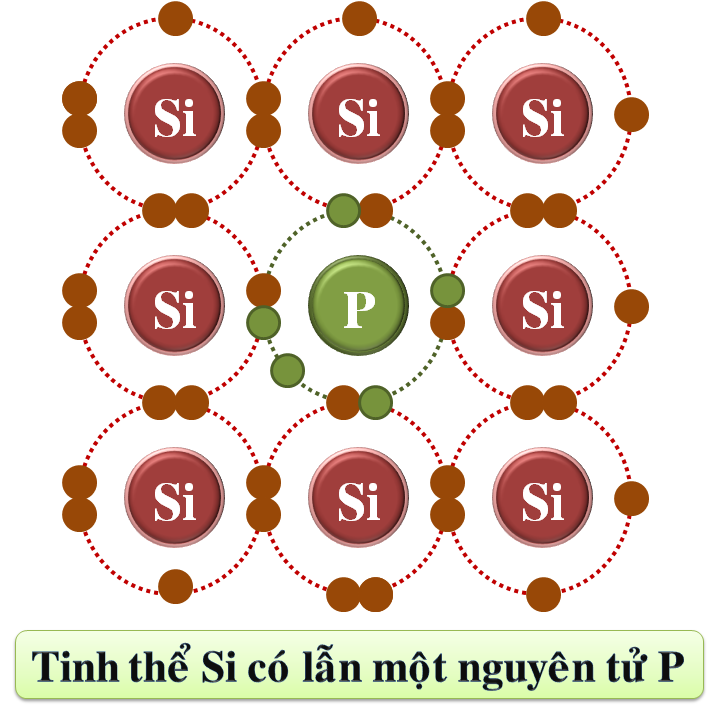 Si Si Si
Si P Si
Si Si Si
Tinh thể Si có lẫn một nguyên tử P